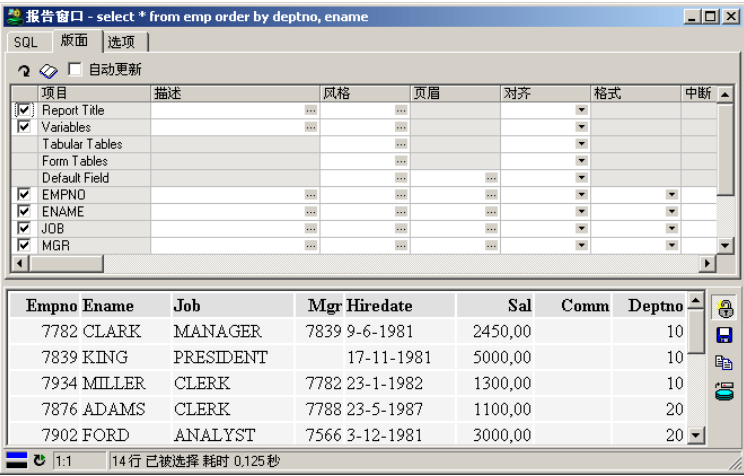 报告窗口 - select * from emp order by deptno, ename
SQL 版面 选项
自动更新
项目 描述 风格 页眉 对齐 格式 中断
Report Title
Variables
Tabular Tables
Form Tables
Default Field
EMPNO
ENAME
JOB
MGR
Empno Ename Job Mgr Hiredate Sal Comm Deptno
7782 CLARK MANAGER 7839 9-6-1981 2450,00 10
7839 KING PRESIDENT 17-11-1981 5000,00 10
7934 MILLER CLERK 7782 23-1-1982 1300,00 10
7876 ADAMS CLERK 7788 23-5-1987 1100,00 20
7902 FORD ANALYST 7566 3-12-1981 3000,00 20
1:1 14行 已被选择 耗时 0,125秒